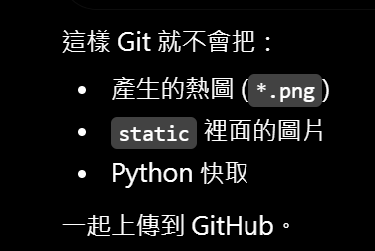 這樣 Git 就不會把：
• 產生的熱圖 (*.png)
• static 裡面的圖片
• Python 快取
一起上傳到 GitHub。